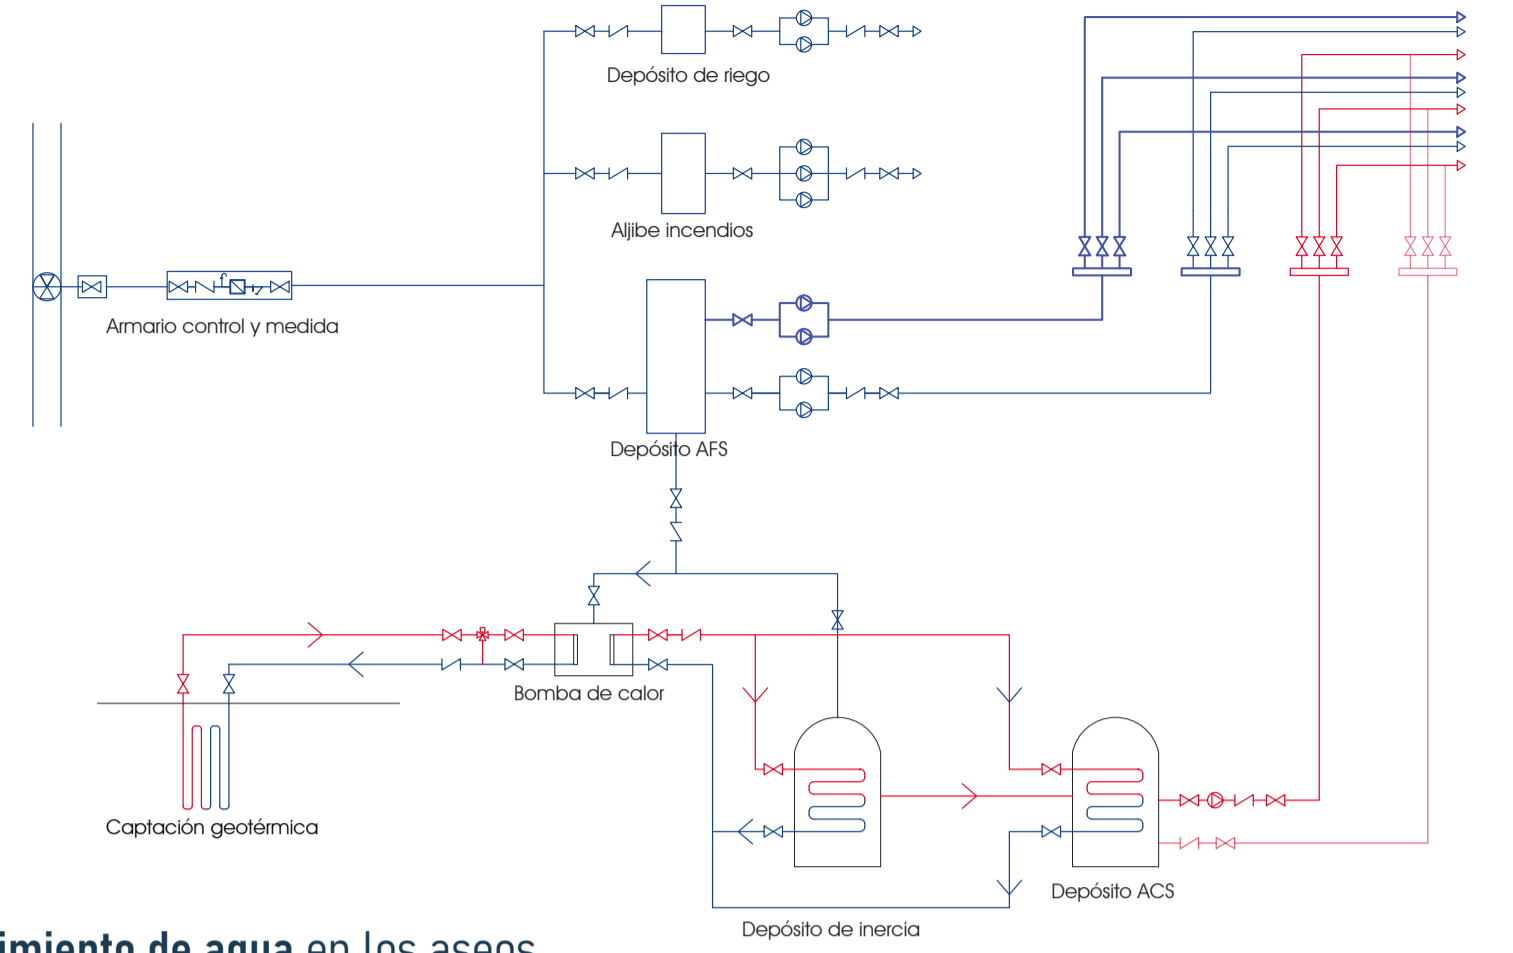 Depósito de riego
Aljibe incendios
Armario control y medida
Depósito AFS
Bomba de calor
Captación geotérmica
Depósito ACS
Depósito de inercia
de agua en los aseos